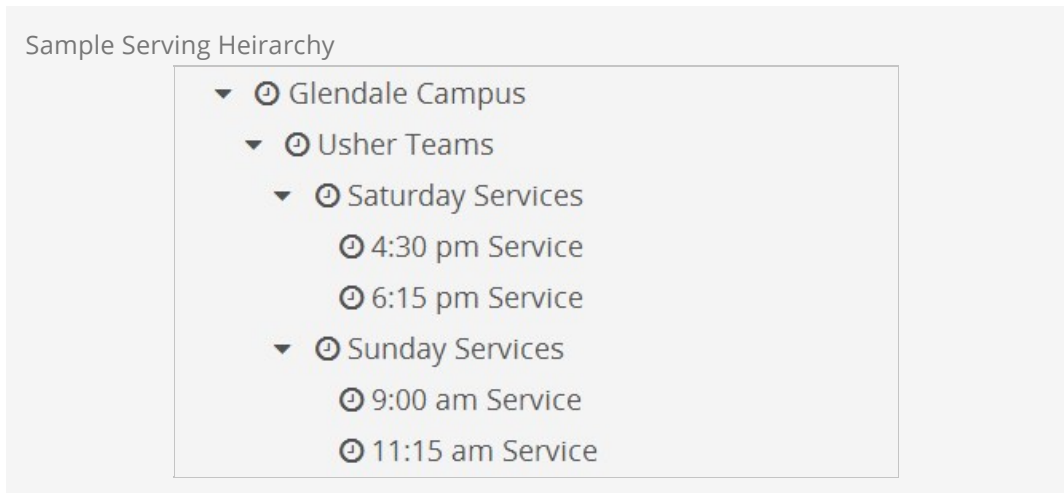 Sample Serving Heirarchy
Glendale Campus
Usher Teams
Saturday Services
4:30 pm Service
6:15 pm Service
Sunday Services
9:00 am Service
11:15 am Service